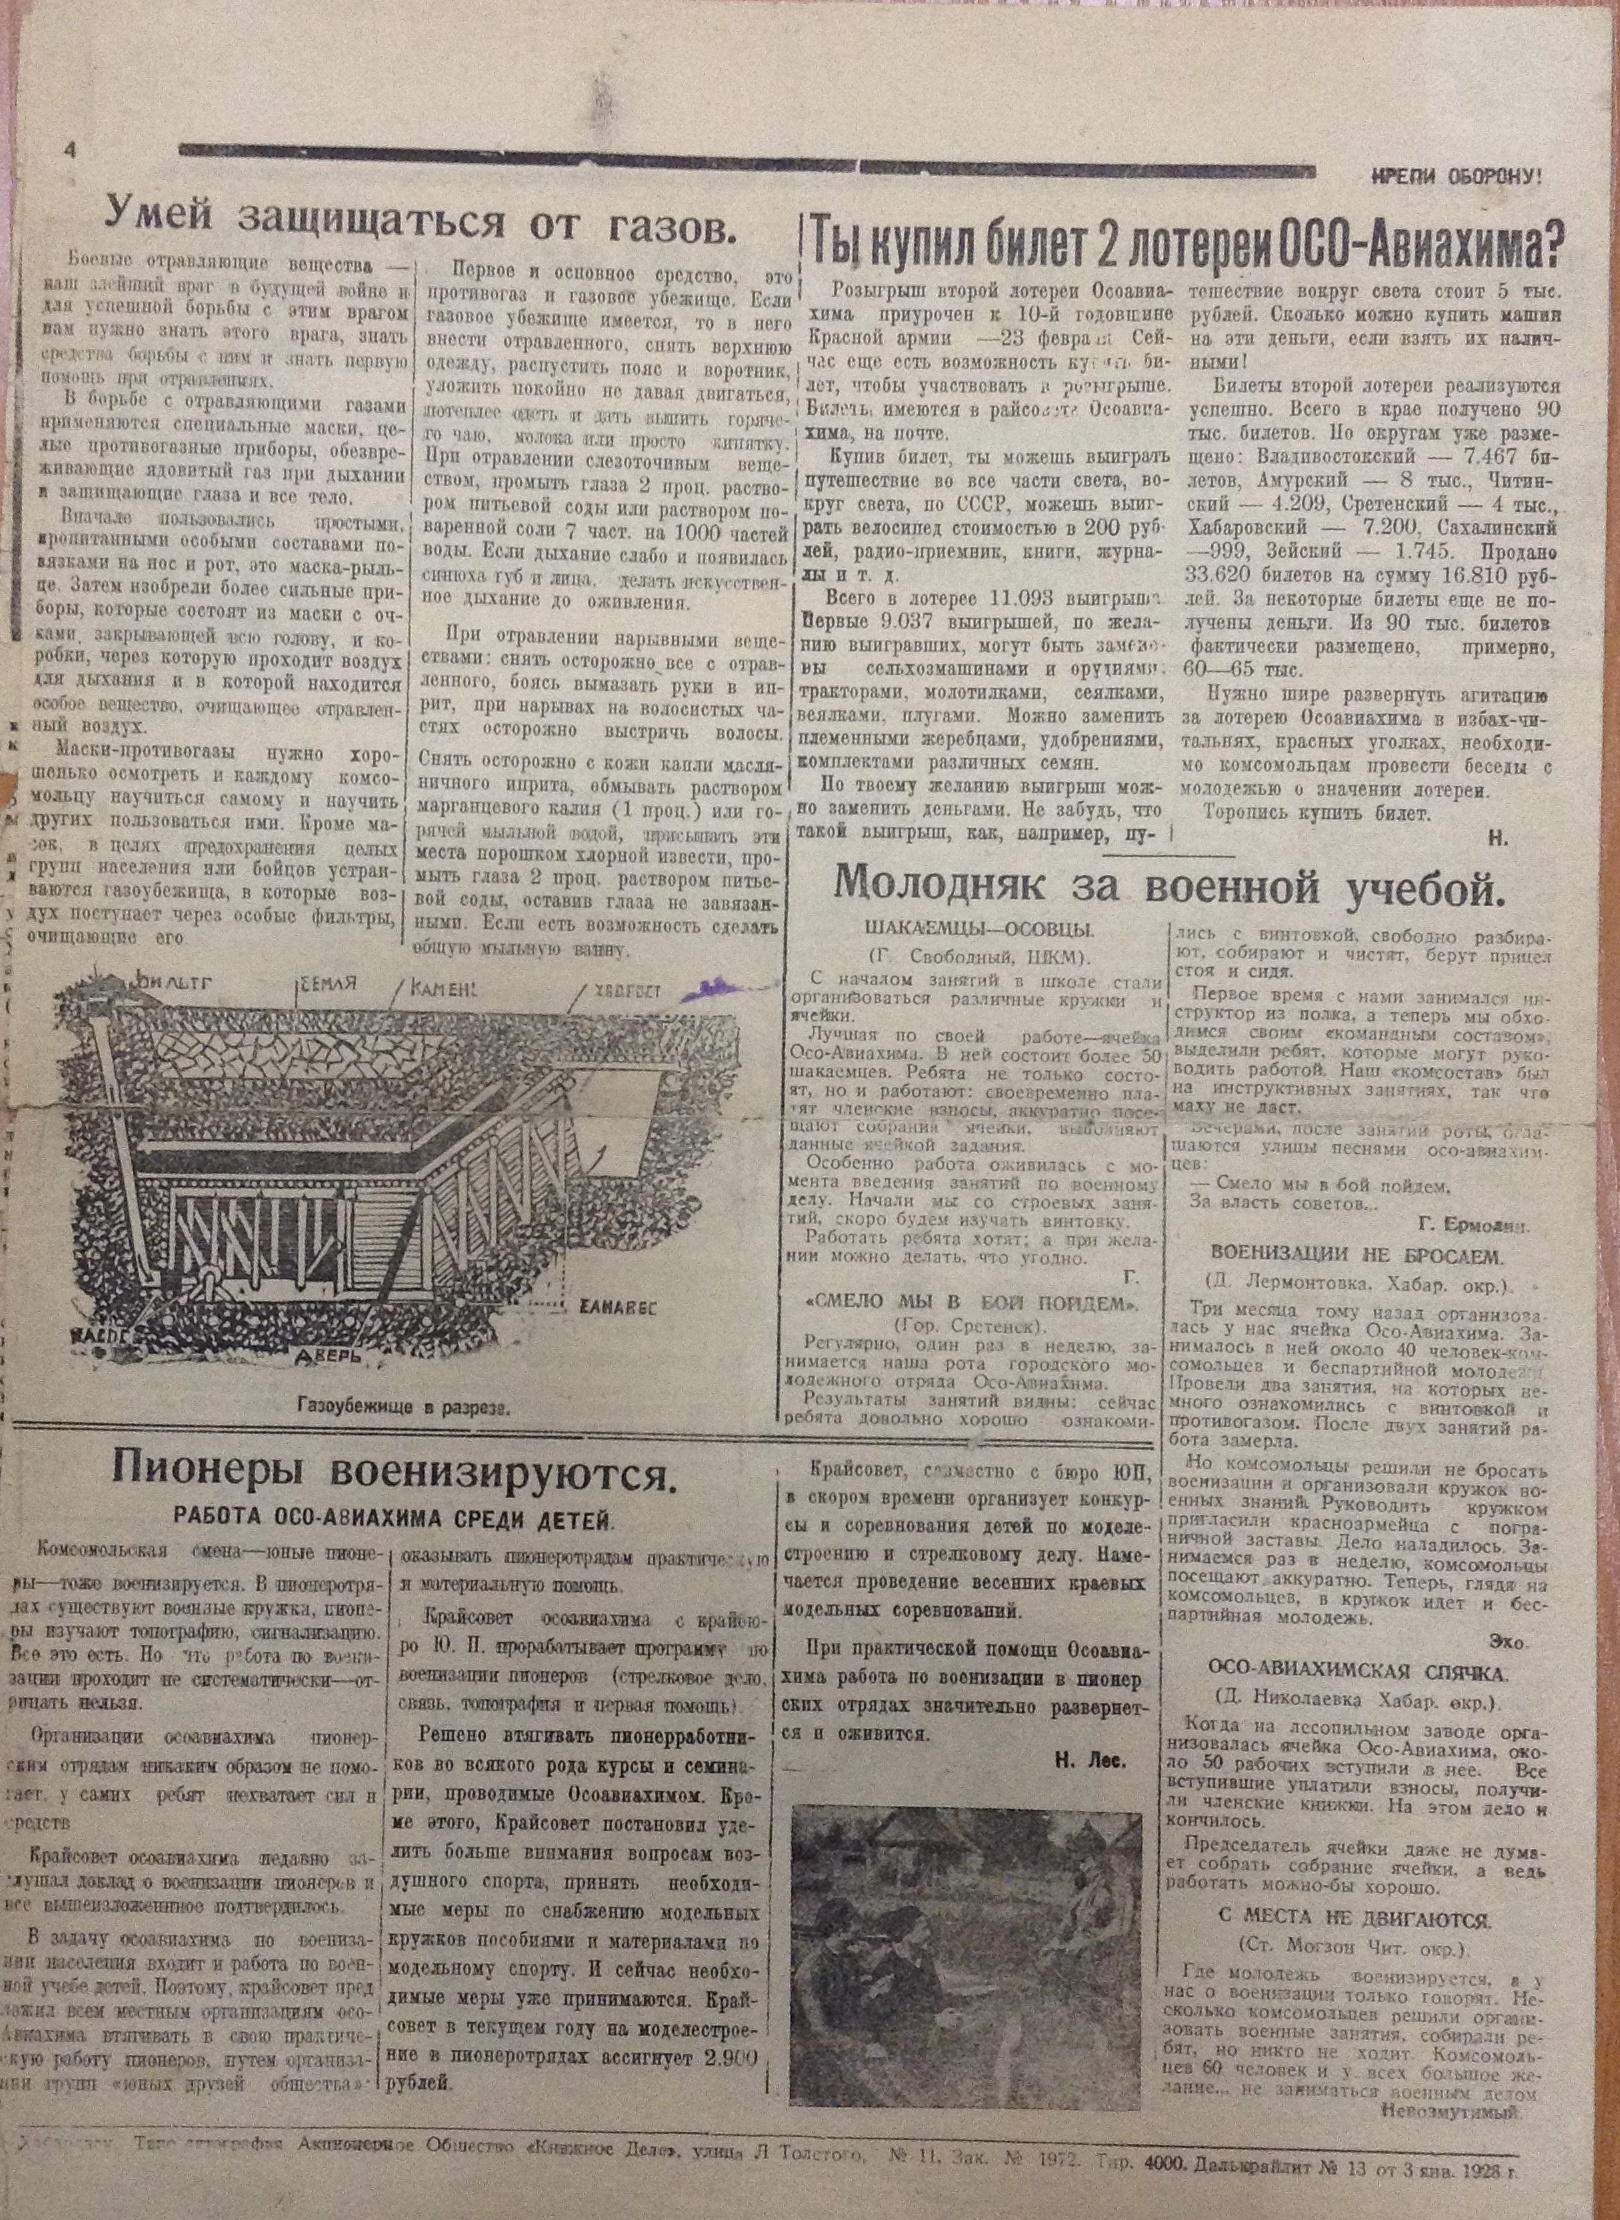 4
КРЕПИ ОБОРОНУ!
Умей защищаться от газов.
Боевые отравляющие вещества —
наш злейший враг в будущей войне и
для успешной борьбы с этим врагом
нам нужно знать этого врага, знать
средства борьбы с ним и знать первую
помощь при отравлениях.
В борьбе с отравляющими газами
применяются специальные маски, це-
лые противогазные приборы, обезвре-
живающие ядовитый газ при дыхании
и защищающие глаза и все тело.
Вначале пользовались простыми,
пропитанными особыми составами по-
вязками на нос и рот, это маска-рыль-
це. Затем изобрели более сильные при-
боры, которые состоят из маски с оч-
ками, закрывающей всю голову, и ко-
робки, через которую проходит воздух
для дыхания и в которой находится
особое вещество, очищающее отравлен-
ный воздух.
Маски-противогазы нужно хоро-
шенько осмотреть и каждому комсо-
мольцу научиться самому и научить
других пользоваться ими. Кроме ма-
сок, в целях предохранения целых
групп населения или бойцов устраи-
ваются газоубежища, в которые воз-
дух поступает через особые фильтры,
очищающие его
Первое и основное средство, это
противогаз и газовое убежище. Если
газовое убежище имеется, то в него
внести отравленного, снять верхнюю
одежду, распустить пояс и воротник,
уложить покойно не давая двигаться,
потеплее одеть и дать выпить горяче-
го чаю, молока или просто кипятку.
При отравлении слезоточивым веще-
ством, промыть глаза 2 проц. раство-
ром питьевой соды или раствором по-
варенной соли 7 част. на 1000 частей
воды. Если дыхание слабо и появилась
синюха губ и лица, делать искусствен-
ное дыхание до оживления.
При отравлении нарывными веще-
ствами: снять осторожно все с отрав-
ленного, боясь вымазать руки в ип-
рит, при нарывах на волосистых ча-
стях осторожно выстричь волосы.
Снять осторожно с кожи капли масля-
ничного иприта, обмывать раствором
марганцевого калия (1 проц.) или го-
рячей мыльной водой, присыпать эти
места порошком хлорной извести, про-
мыть глаза 2 проц. раствором питье-
вой соды, оставив глаза не завязан-
ными. Если есть возможность сделать
общую мыльную ванну.
ФИЛЬТР
ЗЕМЛЯ
КАМЕНЬ
ХВОРОСТ
ЗАНАВЕС
НАСОС
ДВЕРЬ
Газоубежище в разрезе.
Ты купил билет 2 лотереи ОСО-Авиахима?
Розыгрыш второй лотереи Осоавиа-
хима приурочен к 10-й годовщине
Красной армии —23 февраля Сей-
час еще есть возможность купить би-
лет, чтобы участвовать в розыгрыше.
Билеты имеются в райсовете Осоавиа-
хима, на почте.
Купив билет, ты можешь выиграть
путешествие во все части света, во-
круг света, по СССР, можешь выиг-
рать велосипед стоимостью в 200 руб-
лей, радио-приемник, книги, журна-
лы и т. д.
Всего в лотерее 11.093 выигрыша
Первые 9.037 выигрышей, по жела-
нию выигравших, могут быть замене-
ны сельхозмашинами и орудиями:
тракторами, молотилками, сеялками,
веялками, плугами. Можно заменить
племенными жеребцами, удобрениями,
комплектами различных семян.
По твоему желанию выигрыш мож-
но заменить деньгами. Не забудь, что
такой выигрыш, как, например, пу-
тешествие вокруг света стоит 5 тыс.
рублей. Сколько можно купить машин
на эти деньги, если взять их налич-
ными!
Билеты второй лотереи реализуются
успешно. Всего в крае получено 90
тыс. билетов. По округам уже разме-
щено: Владивостокский — 7.467 би-
летов, Амурский — 8 тыс., Читин-
ский — 4.209, Сретенский — 4 тыс.,
Хабаровский — 7.200, Сахалинский
—999, Зейский — 1.745. Продано
33.620 билетов на сумму 16.810 руб-
лей. За некоторые билеты еще не по-
лучены деньги. Из 90 тыс. билетов
фактически размещено, примерно,
60—65 тыс.
Нужно шире развернуть агитацию
за лотерею Осоавиахима в избах-чи-
тальнях, красных уголках, необходи-
мо комсомольцам провести беседы с
молодежью о значении лотереи.
Торопись купить билет.
Н.
Молодняк за военной учебой.
ШАКАЕМЦЫ—ОСОВЦЫ.
(Г. Свободный, ШКМ).
С началом занятий в школе стали
организоваться различные кружки и
ячейки.
Лучшая по своей работе—ячейка
Осо-Авиахима. В ней состоит более 50
шакаемцев. Ребята не только состо-
ят, но и работают: своевременно пла-
тят членские взносы, аккуратно посе-
щают собрания ячейки, выполняют
данные ячейкой задания.
Особенно работа оживилась с мо-
мента введения занятий по военному
делу. Начали мы со строевых заня-
тий, скоро будем изучать винтовку.
Работать ребята хотят; а при жела-
нии можно делать, что угодно.
Г.
«СМЕЛО МЫ В БОЙ ПОЙДЕМ».
(Гор. Сретенск).
Регулярно, один раз в неделю, за-
нимается наша рота городского мо-
лодежного отряда Осо-Авиахима.
Результаты занятий видны: сейчас
ребята довольно хорошо ознакоми-
лись с винтовкой, свободно разбира-
ют, собирают и чистят, берут прицел
стоя и сидя.
Первое время с нами занимался ин-
структор из полка, а теперь мы обхо-
димся своим «командным составом»,
выделили ребят, которые могут руко-
водить работой. Наш «комсостав» был
на инструктивных занятиях, так что
маху не даст.
Вечерами, после занятий роты, огла-
шаются улицы песнями осо-авиахим-
цев:
— Смело мы в бой пойдем,
За власть советов...
Г. Ермолин.
ВОЕНИЗАЦИИ НЕ БРОСАЕМ.
(Д. Лермонтовка, Хабар. окр.).
Три месяца тому назад организова-
лась у нас ячейка Осо-Авиахима. За-
нималось в ней около 40 человек-ком-
сомольцев и беспартийной молодежи.
Провели два занятия, на которых не-
много ознакомились с винтовкой и
противогазом. После двух занятий ра-
бота замерла.
Но комсомольцы решили не бросать
военизации и организовали кружок во-
енных знаний. Руководить кружком
пригласили красноармейца с погра-
ничной заставы. Дело наладилось. За-
нимаемся раз в неделю, комсомольцы
посещают аккуратно. Теперь, глядя на
комсомольцев, в кружок идет и бес-
партийная молодежь.
Эхо.
ОСО-АВИАХИМСКАЯ СПЯЧКА.
(Д. Николаевка Хабар. окр.).
Когда на лесопильном заводе орга-
низовалась ячейка Осо-Авиахима, око-
ло 50 рабочих вступили в нее. Все
вступившие уплатили взносы, получи-
ли членские книжки. На этом дело и
кончилось.
Председатель ячейки даже не дума-
ет собрать собрание ячейки, а ведь
работать можно-бы хорошо.
С МЕСТА НЕ ДВИГАЮТСЯ.
(Ст. Могзон Чит. окр.).
Где молодежь военизируется, а у
нас о военизации только говорят. Не-
сколько комсомольцев решили органи-
зовать военные занятия, собирали ре-
бят, но никто не ходит. Комсомоль-
цев 60 человек и у всех большое же-
лание... не заниматься военным делом
Невозмутимый.
Пионеры военизируются.
РАБОТА ОСО-АВИАХИМА СРЕДИ ДЕТЕЙ.
Комсомольская смена—юные пионе-
ры—тоже военизируется. В пионеротря-
дах существуют военные кружки, пионе-
ры изучают топографию, сигнализацию.
Все это есть. Но что работа по воени-
зации проходит не систематически—от-
рицать нельзя.
Организации осоавиахима пионер-
ским отрядам никаким образом не помо-
гает, у самих ребят нехватает сил и
средств
Крайсовет осоавиахима недавно за-
слушал доклад о военизации пионеров и
все вышеизложенное подтвердилось.
В задачу осоавиахима по военизa-
ции населения входит и работа по воен-
ной учебе детей. Поэтому, крайсовет пред
ложил всем местным организациям осо-
Авиахима втягивать в свою практиче-
скую работу пионеров, путем организа-
ции групп «юных друзей общества»
оказывать пионеротрядам практическую
и материальную помощь.
Крайсовет осоавиахима с крайбю-
ро Ю. П. прорабатывает программу по
военизации пионеров (стрелковое дело,
связь, топография и первая помощь).
Решено втягивать пионерработни-
ков во всякого рода курсы и семина-
рии, проводимые Осоавиахимом. Кро-
ме этого, Крайсовет постановил уде-
лить больше внимания вопросам воз-
душного спорта, принять необходи-
мые меры по снабжению модельных
кружков пособиями и материалами по
модельному спорту. И сейчас необхо-
димые меры уже принимаются. Край-
совет в текущем году на моделестрое-
ние в пионеротрядах ассигнует 2.900
рублей.
Крайсовет, совместно с бюро ЮП,
в скором времени организует конкур-
сы и соревнования детей по моделе-
строению и стрелковому делу. Наме-
чается проведение весенних краевых
модельных соревнований.
При практической помощи Осоавиа-
хима работа по военизации в пионер
ских отрядах значительно развернет-
ся и оживится.
Н. Лес.
Хабаровск, Типо-литография Акционерное Общество «Книжное Дело», улица Л Толстого, № 11, Зак. № 1972. Тир. 4000. Далькрайлит № 13 от 3 янв. 1928 г.